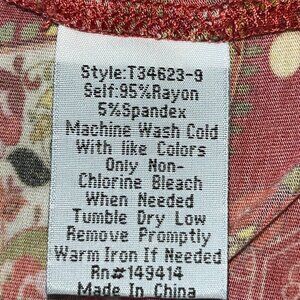 Style:T34623-9
Self:95%Rayon
5%Spandex
Machine Wash Cold
With like Colors
Only Non-
Chlorine Bleach
When Needed
Tumble Dry Low
Remove Promptly
Warm Iron If Needed
Rn#149414
Made In China